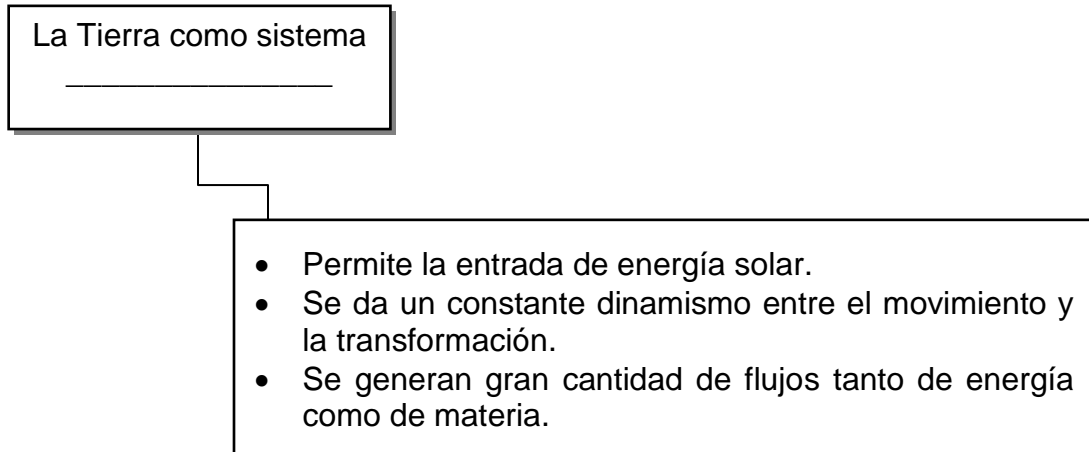 La Tierra como sistema
_______________
• Permite la entrada de energía solar.
• Se da un constante dinamismo entre el movimiento y
la transformación.
• Se generan gran cantidad de flujos tanto de energía
como de materia.